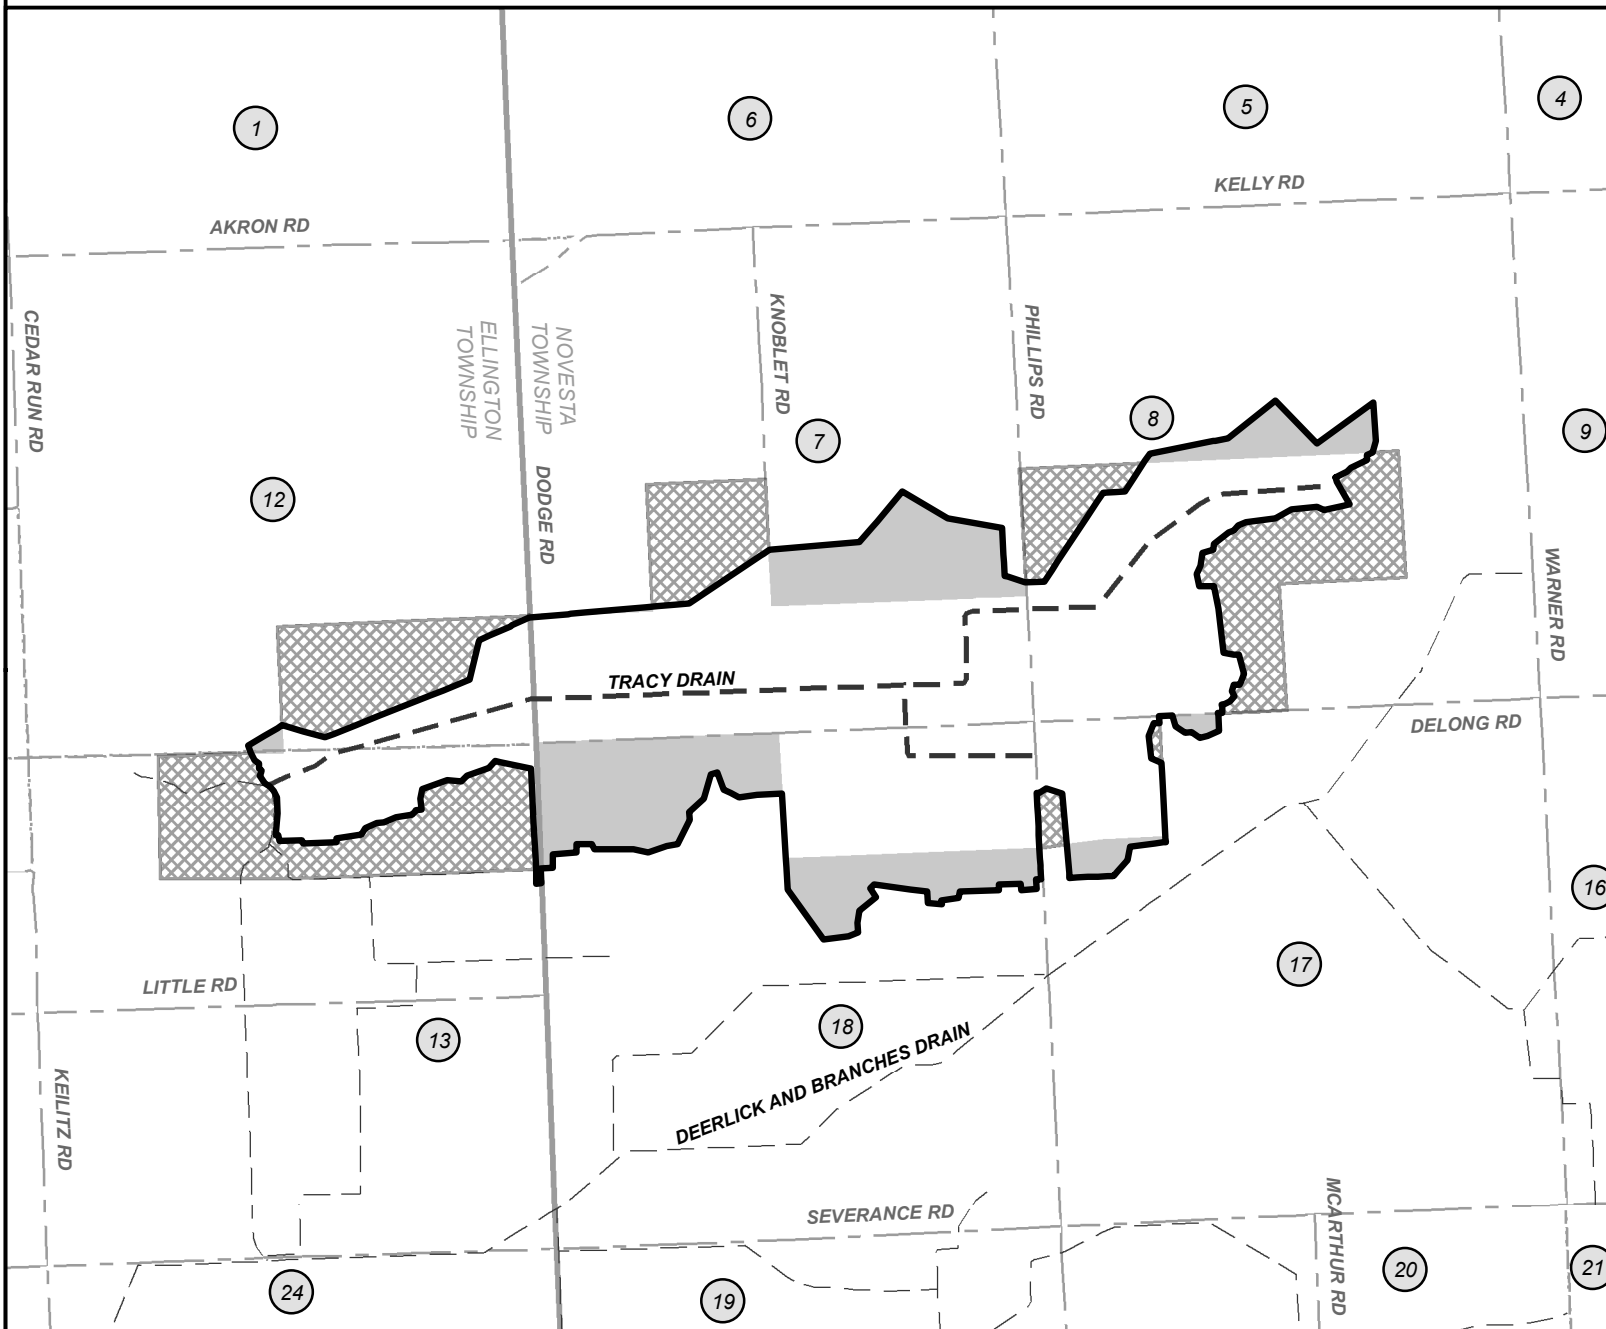 1
6
5
4
KELLY RD
AKRON RD
CEDAR RUN RD
ELLINGTON
TOWNSHIP
NOVESTA
TOWNSHIP
KNOBLET RD
PHILLIPS RD
7
8
9
12
DODGE RD
WARNER RD
TRACY DRAIN
DELONG RD
16
17
LITTLE RD
13
18
DEERLICK AND BRANCHES DRAIN
KEILITZ RD
SEVERANCE RD
MCARTHUR RD
24
19
20
21